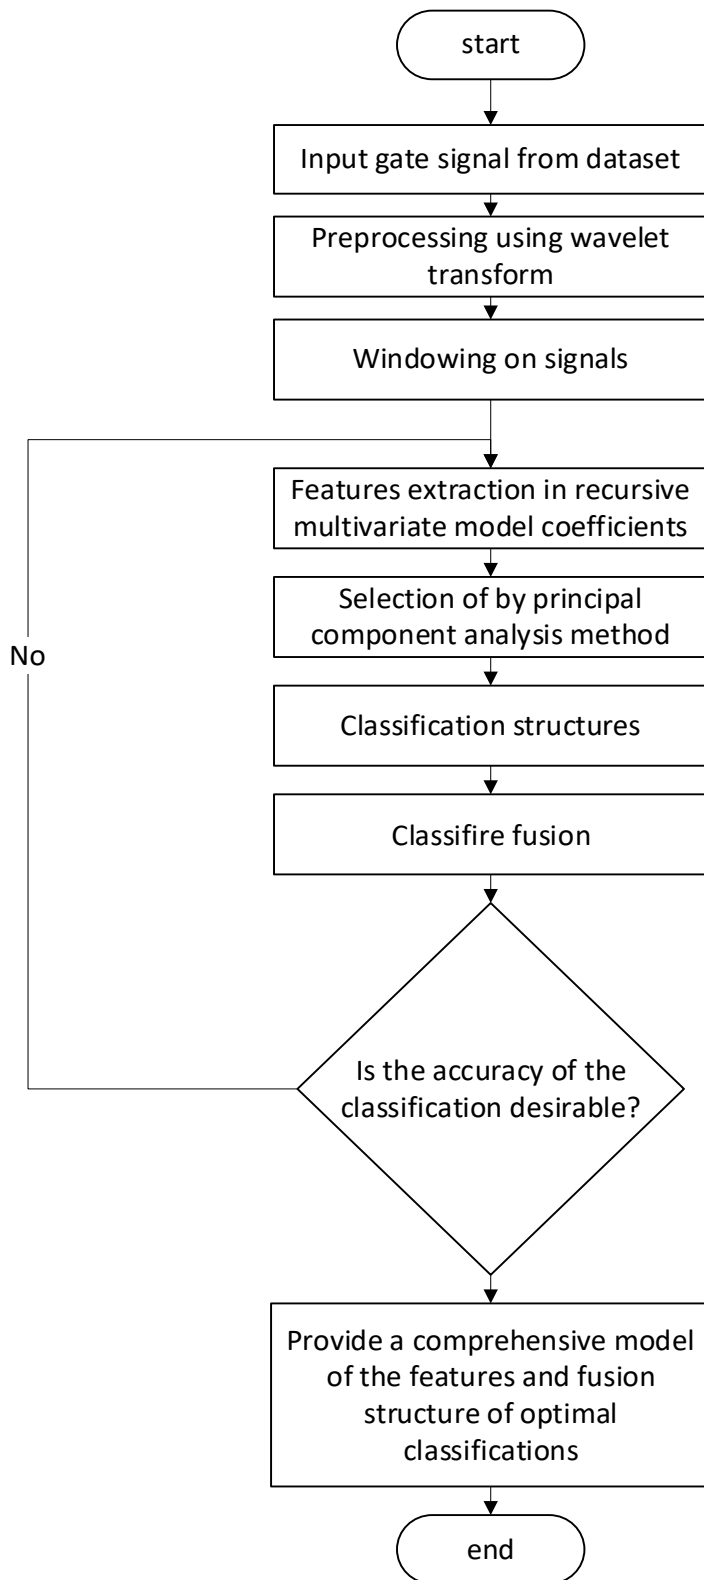 start
Input gate signal from dataset
Preprocessing using wavelet
transform
Windowing on signals
Features extraction in recursive
multivariate model coefficients
Selection of by principal
component analysis method
No
Classification structures
Classifire fusion
Is the accuracy of the
classification desirable?
Provide a comprehensive model
of the features and fusion
structure of optimal
classifications
end